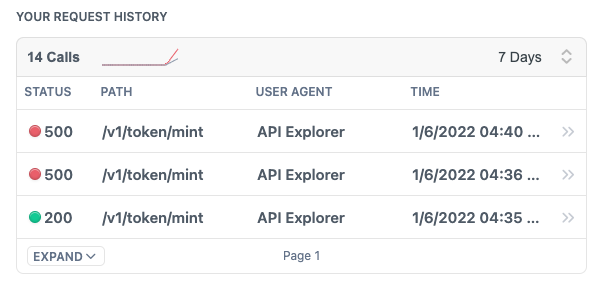 YOUR REQUEST HISTORY
14 Calls 7 Days
STATUS PATH USER AGENT TIME
500 /v1/token/mint API Explorer 1/6/2022 04:40 ...
500 /v1/token/mint API Explorer 1/6/2022 04:36 ...
200 /v1/token/mint API Explorer 1/6/2022 04:35 ...
EXPAND Page 1